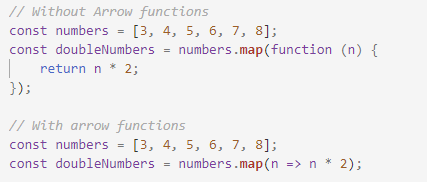 // Without Arrow functions
const numbers = [3, 4, 5, 6, 7, 8];
const doubleNumbers = numbers.map(function (n) {
    return n * 2;
});

// With arrow functions
const numbers = [3, 4, 5, 6, 7, 8];
const doubleNumbers = numbers.map(n => n * 2);